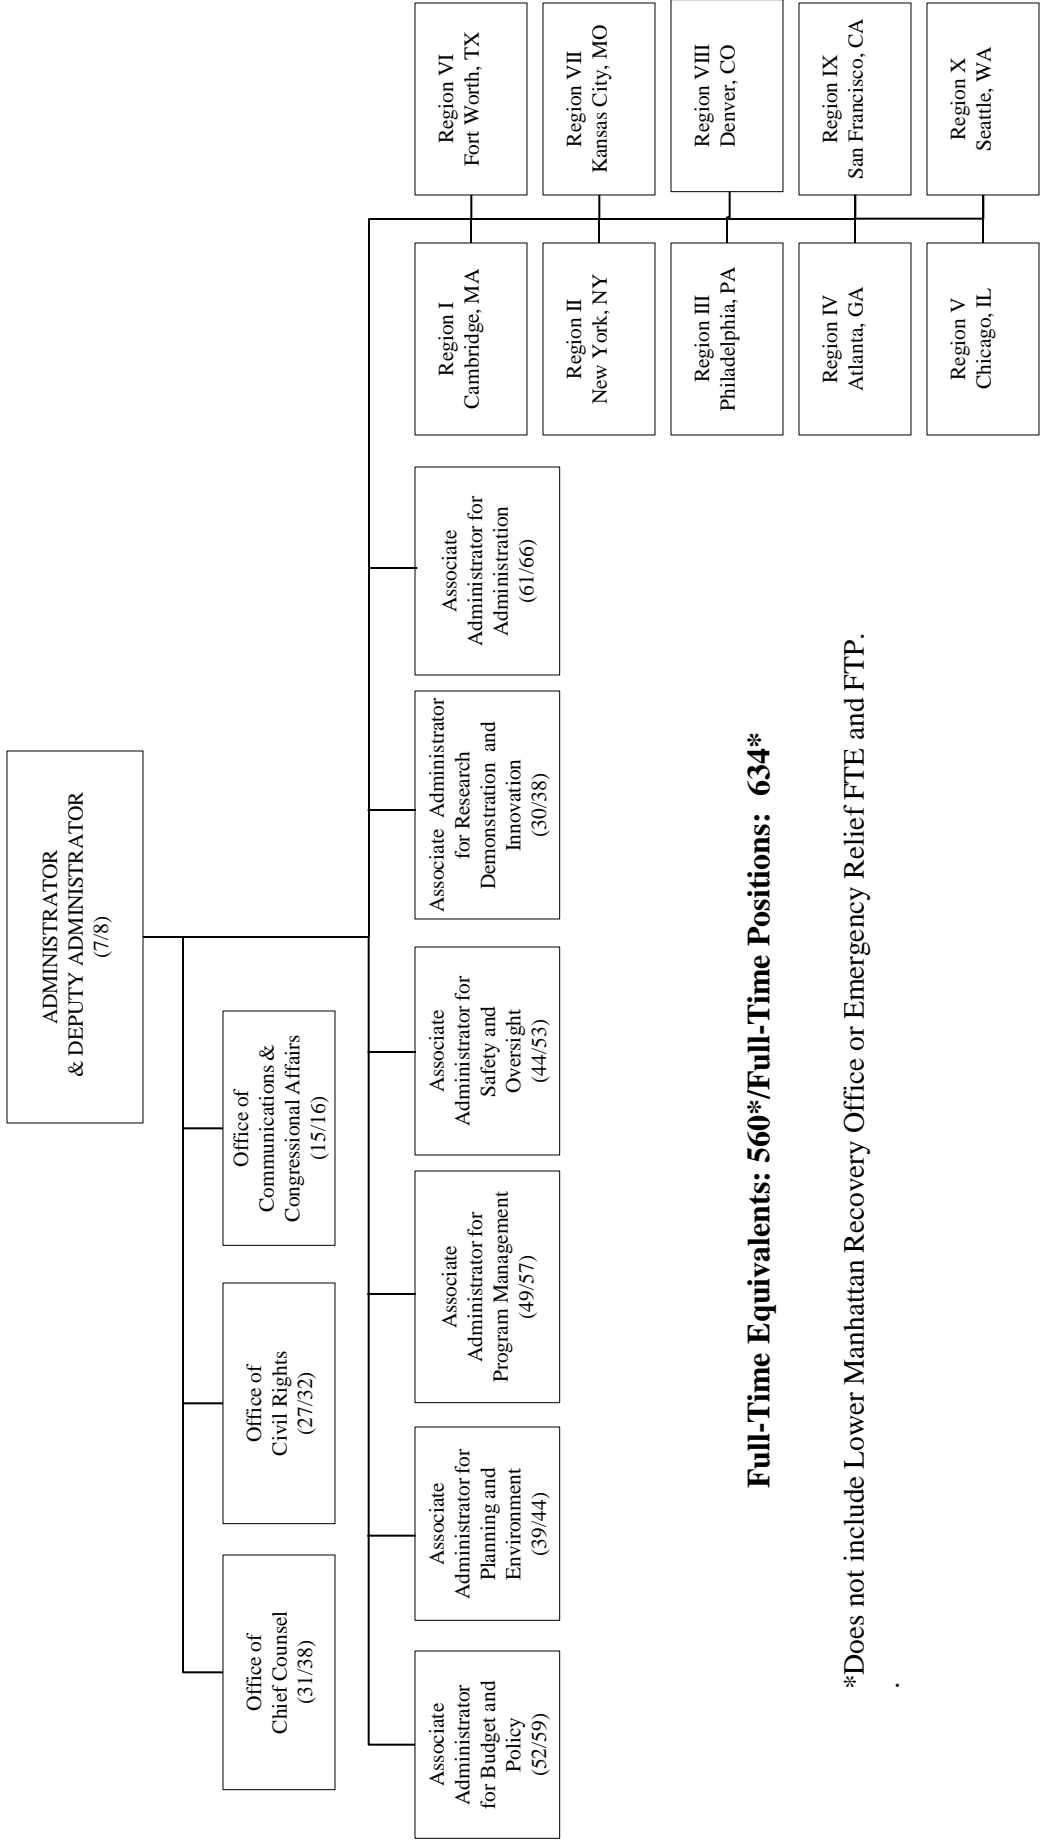 ADMINISTRATOR
& DEPUTY ADMINISTRATOR
(7/8)
Office of
Chief Counsel
(31/38)
Office of
Civil Rights
(27/32)
Office of
Communications &
Congressional Affairs
(15/16)
Associate
Administrator
for Budget and
Policy
(52/59)
Associate
Administrator for
Planning and
Environment
(39/44)
Associate
Administrator for
Program Management
(49/57)
Associate
Administrator for
Safety and
Oversight
(44/53)
Associate Administrator
for Research
Demonstration and
Innovation
(30/38)
Associate
Administrator for
Administration
(61/66)
Region I
Cambridge, MA
Region VI
Fort Worth, TX
Region II
New York, NY
Region VII
Kansas City, MO
Region III
Philadelphia, PA
Region VIII
Denver, CO
Region IV
Atlanta, GA
Region IX
San Francisco, CA
Region V
Chicago, IL
Region X
Seattle, WA
Full-Time Equivalents: 560*/Full-Time Positions: 634*
*Does not include Lower Manhattan Recovery Office or Emergency Relief FTE and FTP.
.